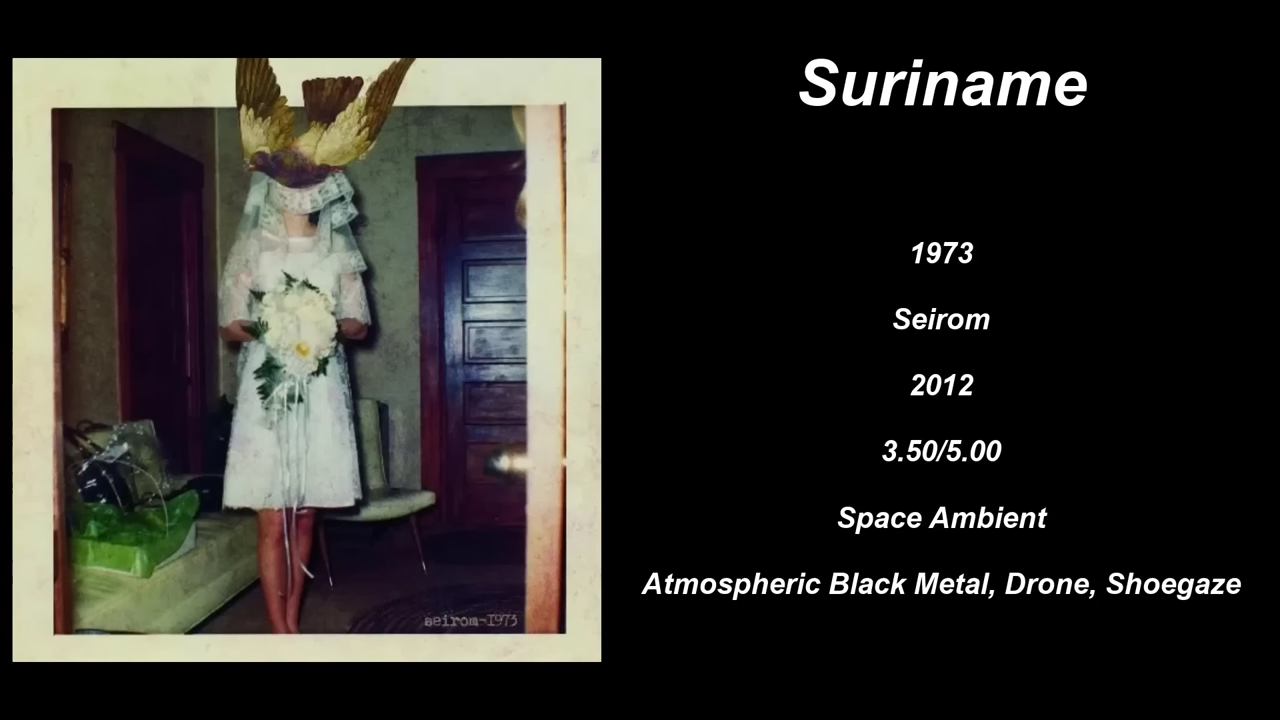 Suriname
1973
Seirom
2012
3.50/5.00
Space Ambient
Atmospheric Black Metal, Drone, Shoegaze
seirom-1973